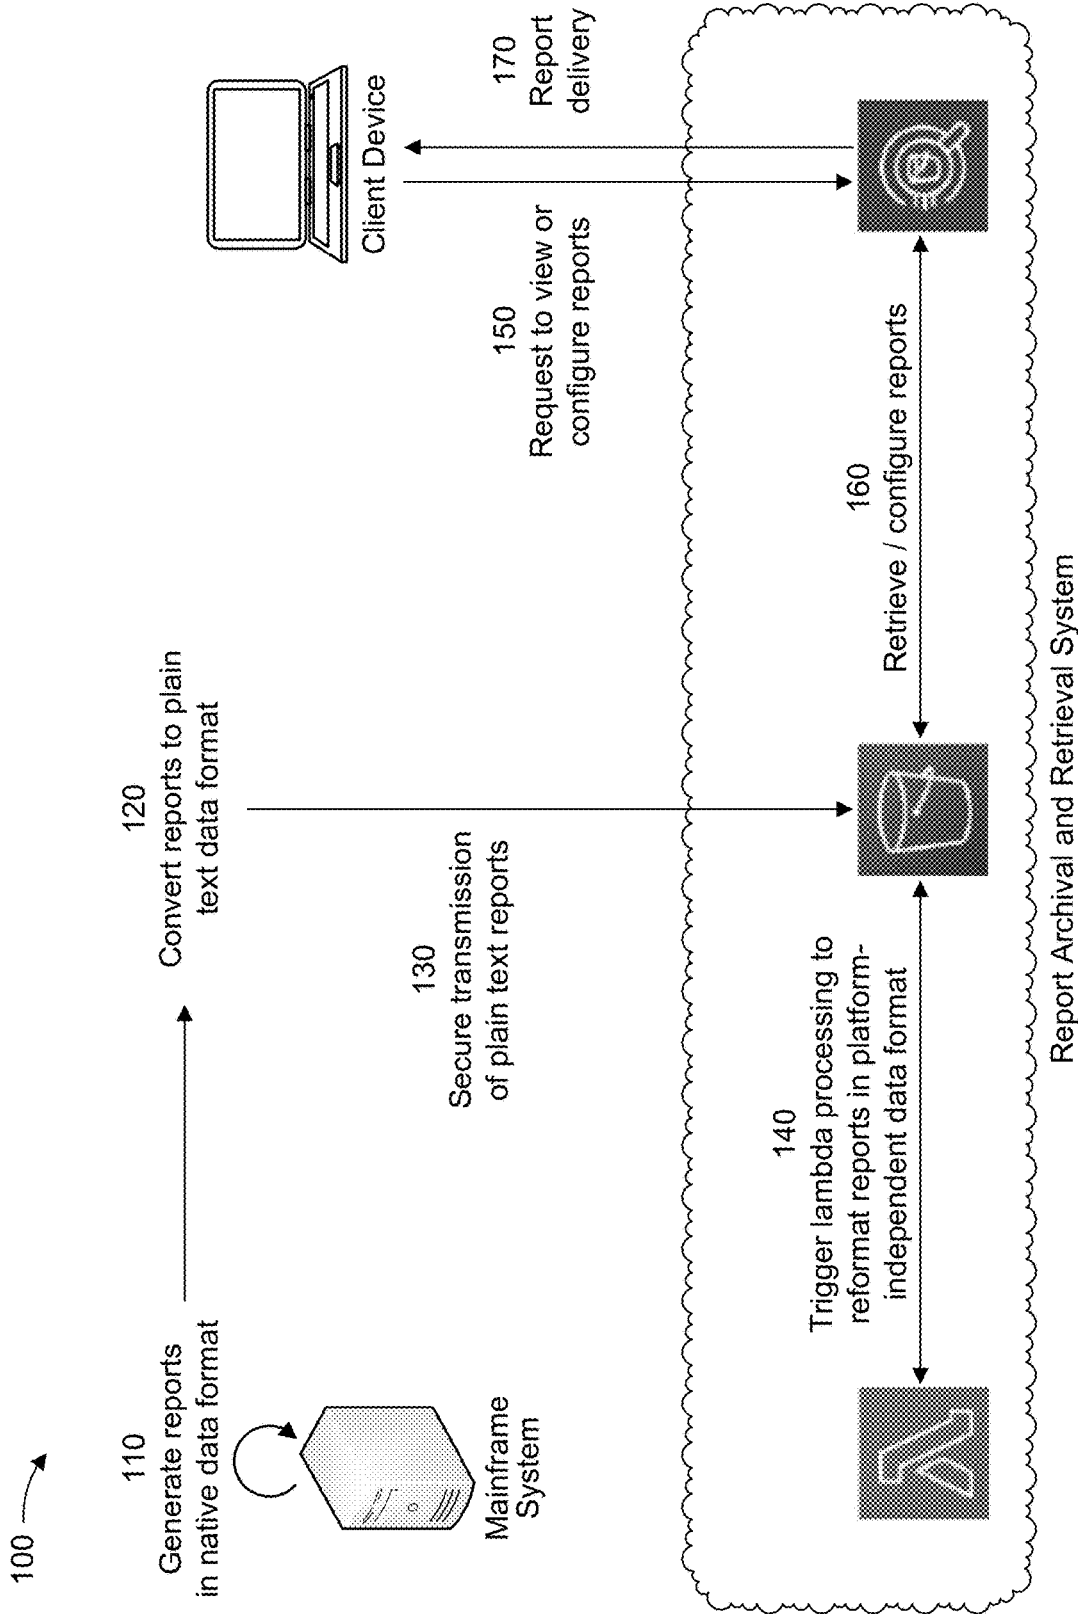 100
110
Generate reports
in native data format
Mainframe
System
120
Convert reports to plain
text data format
130
Secure transmission
of plain text reports
Client Device
150
Request to view or
configure reports
170
Report
delivery
140
Trigger lambda processing to
reformat reports in platform-
independent data format
160
Retrieve / configure reports
Report Archival and Retrieval System